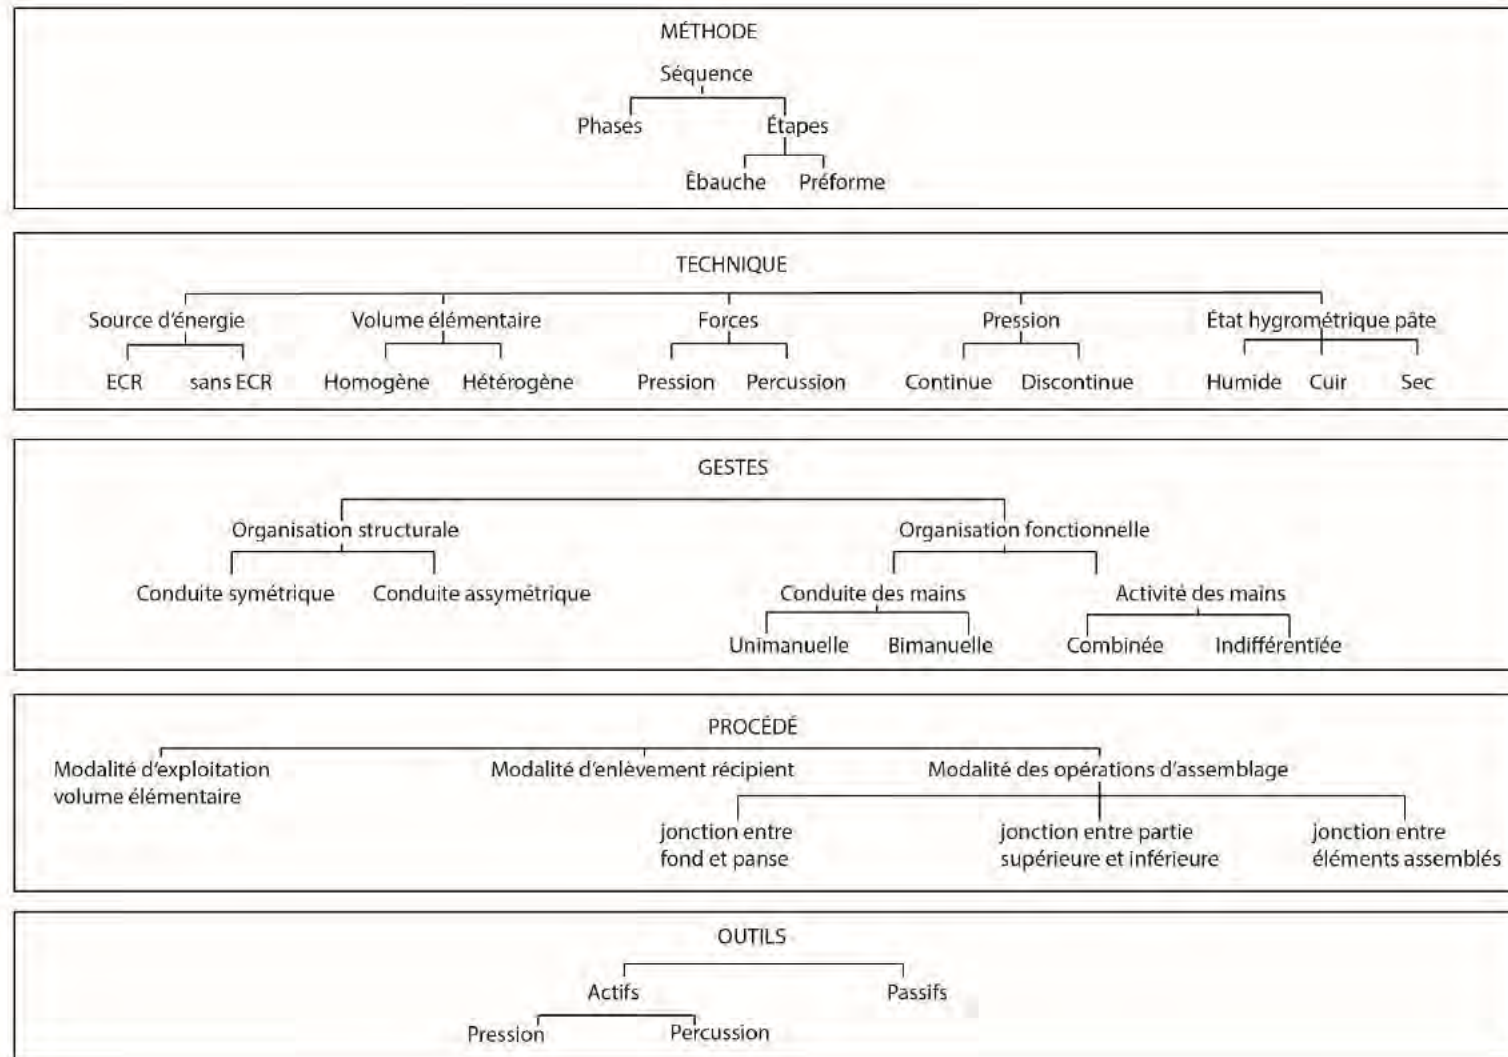 MÉTHODE
Séquence
Phases Étapes
Êbauche Préforme
TECHNIQUE
Source d'énergie Volume élémentaire Forces Pression État hygrométrique pâte
ECR sans ECR Homogène Hétérogène Pression Percussion Continue Discontinue Humide Cuir Sec
GESTES
Organisation structurale Organisation fonctionnelle
Conduite symétrique Conduite assymétrique Conduite des mains Activité des mains
Unimanuelle Bimanuelle Combinée Indifférentiée
PROCÉDÉ
Modalité d'exploitation Modalité d'enlèvement récipient Modalité des opérations d'assemblage
volume élémentaire
jonction entre jonction entre partie jonction entre
fond et panse supérieure et inférieure éléments assemblés
OUTILS
Actifs Passifs
Pression Percussion